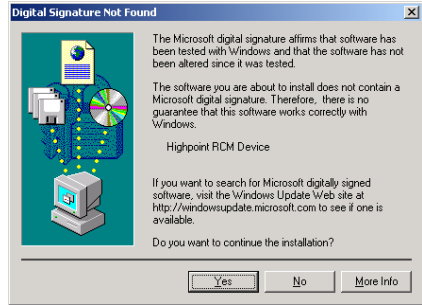 Digital Signature Not Found
The Microsoft digital signature affirms that software has
been tested with Windows and that the software has not
been altered since it was tested.
The software you are about to install does not contain a
Microsoft digital signature. Therefore, there is no
guarantee that this software works correctly with
Windows.
Highpoint RCM Device
If you want to search for Microsoft digitally signed
software, visit the Windows Update Web site at
http://windowsupdate.microsoft.com to see if one is
available.
Do you want to continue the installation?
Yes No More Info